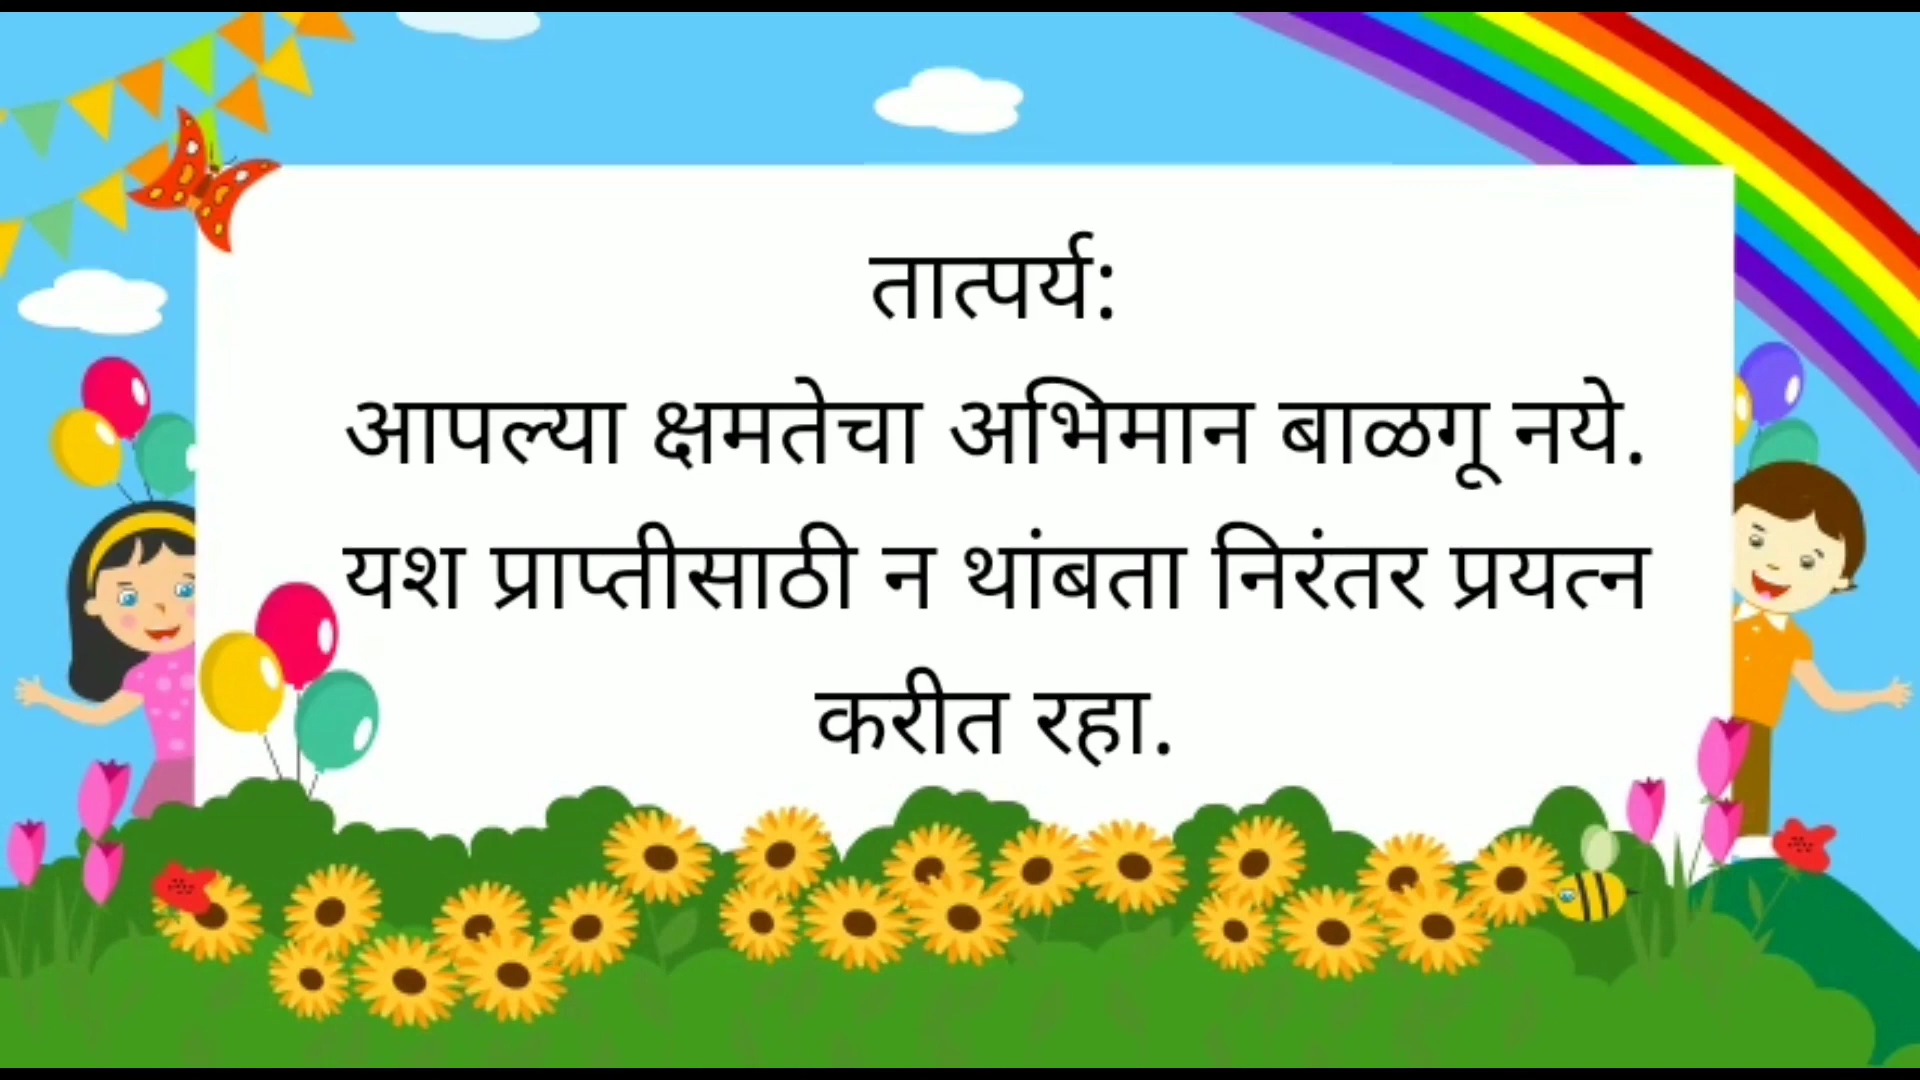 तात्पर्य:
आपल्या क्षमतेचा अभिमान बाळगू नये.
यश प्राप्तीसाठी न थांबता निरंतर प्रयत्न
करीत रहा.